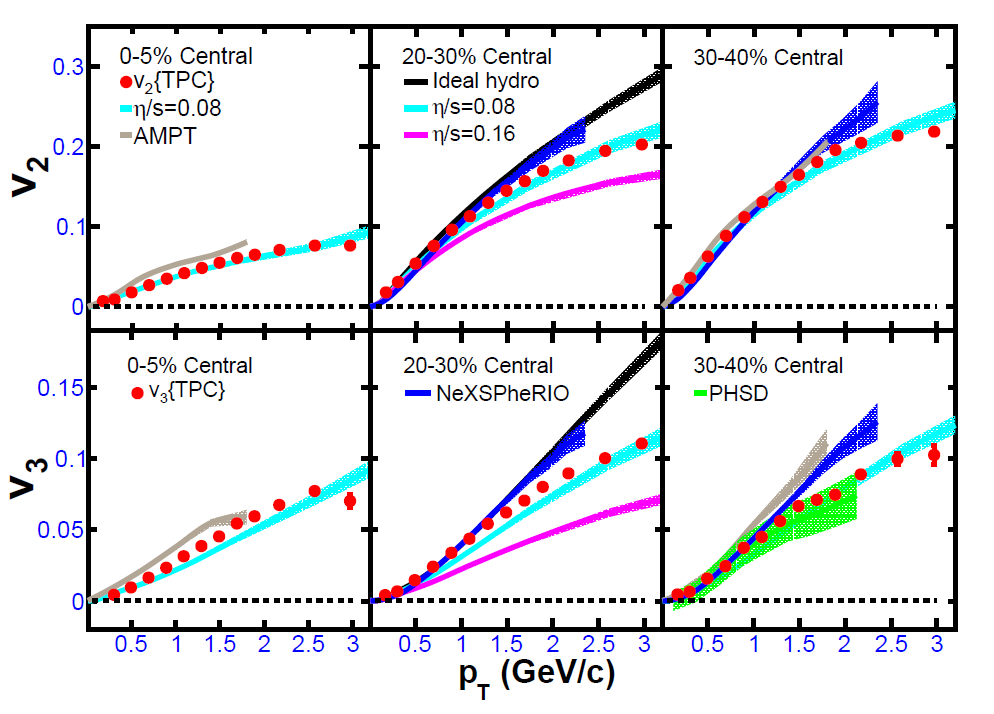 0-5% Central
v2{TPC}
η/s=0.08
AMPT
20-30% Central
Ideal hydro
η/s=0.08
η/s=0.16
30-40% Central
0.3
0.2
0.1
0
v2
0-5% Central
v3{TPC}
20-30% Central
NeXSPheRIO
30-40% Central
PHSD
0.15
0.1
0.05
0
v3
0.5 1 1.5 2 2.5 3 0.5 1 1.5 2 2.5 3 0.5 1 1.5 2 2.5 3
pT (GeV/c)